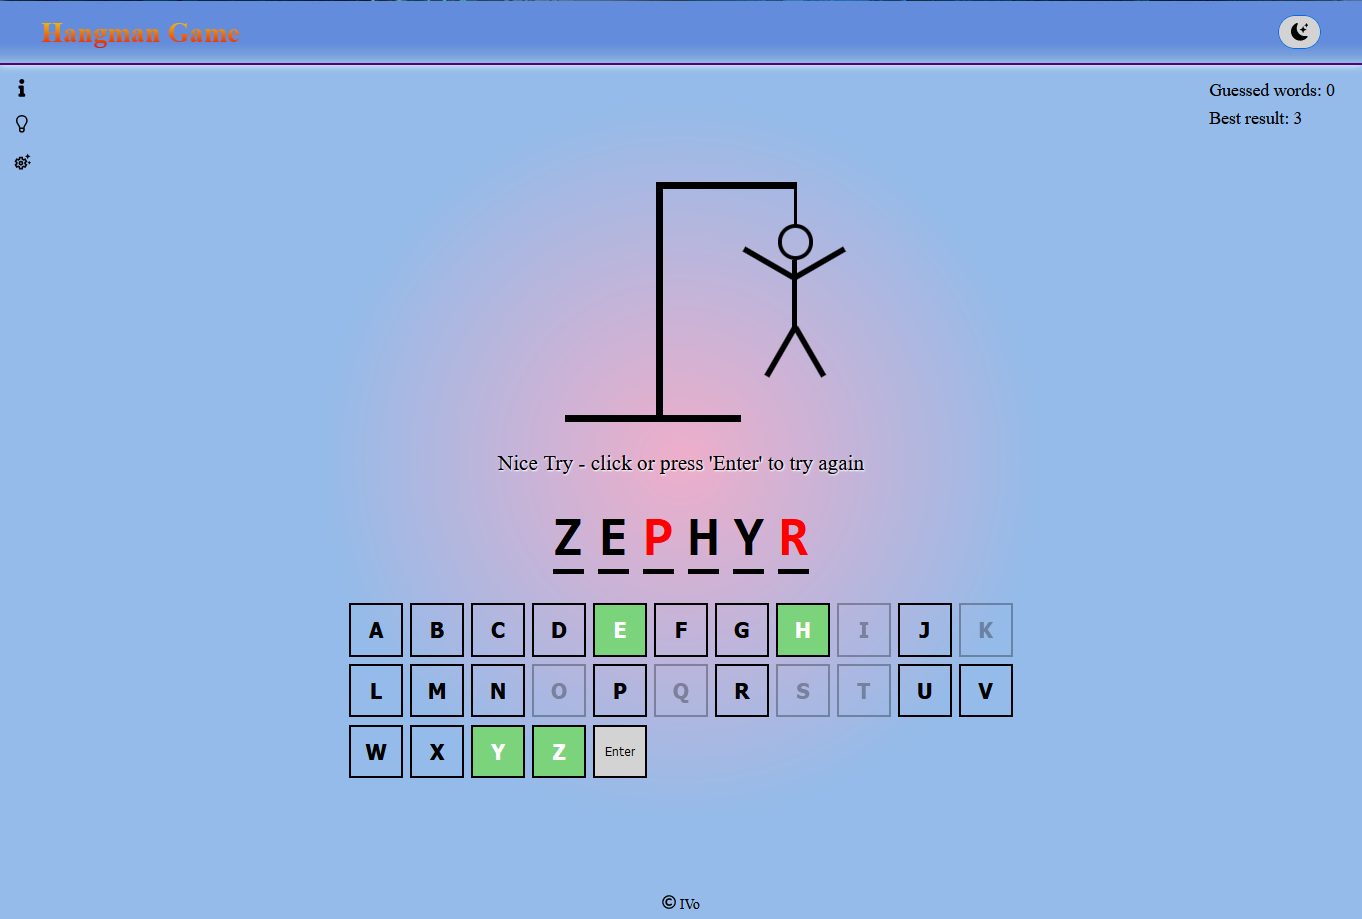 Hangman Game
Guessed words: 0
Best result: 3
Nice Try - click or press 'Enter' to try again
Z E P H Y R
A B C D E F G H I J K
L M N O P Q R S T U V
W X Y Z Enter
© IVo